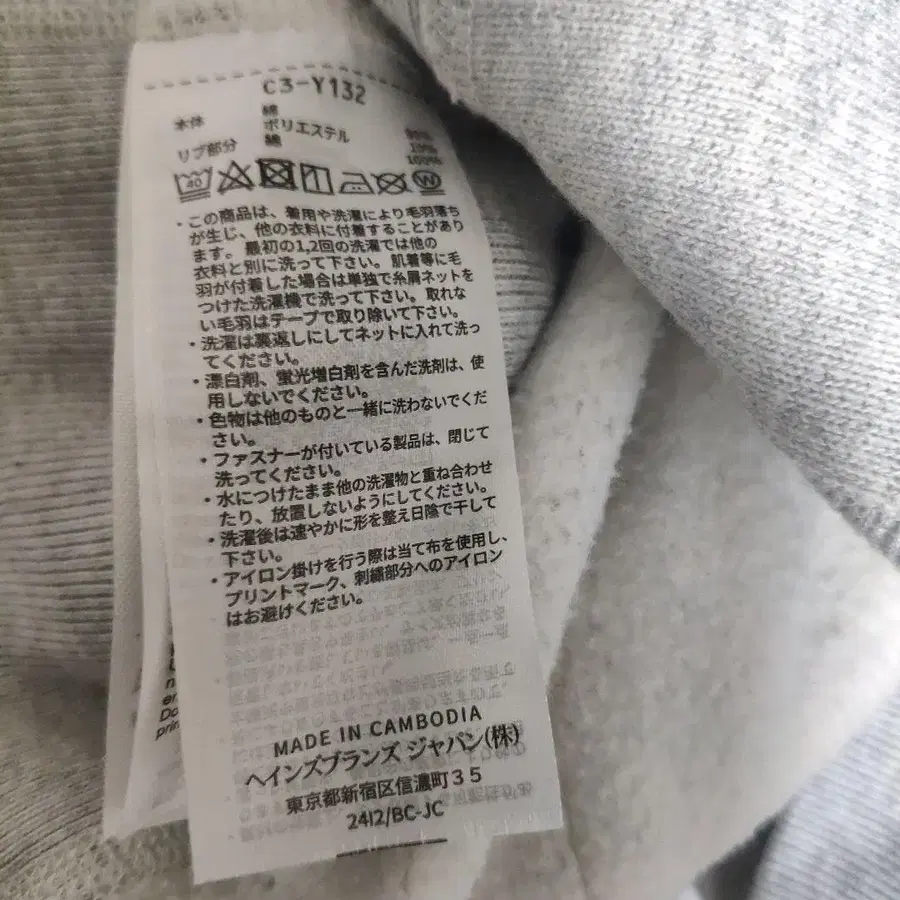 C3-Y132
本体 綿
ポリエステル
リブ部分 綿 100%
40
W
・この商品は、着用や洗濯により毛羽落ち
が生じ、他の衣料に付着することがあり
ます。最初の1,2回の洗濯では他の
衣料と別に洗って下さい。肌着等に毛
羽が付着した場合は単独で糸屑ネットを
つけた洗濯機で洗って下さい。取れな
い毛羽はテープで取り除いて下さい。
・洗濯は裏返しにしてネットに入れて洗っ
てください。
・漂白剤、蛍光増白剤を含んだ洗剤は、使
用しないでください。
・色物は他のものと一緒に洗わないでくだ
さい。
・ファスナーが付いている製品は、閉じて
洗ってください。
・水につけたまま他の洗濯物と重ね合わせ
たり、放置しないようにしてください。
・洗濯後は速やかに形を整え日陰で干して
下さい。
・アイロン掛けを行う際は当て布を使用し、
プリントマーク、刺繍部分へのアイロン
はお避けください。
MADE IN CAMBODIA
ヘインズブランズ ジャパン(株)
東京都新宿区信濃町35
2412/BC-JC